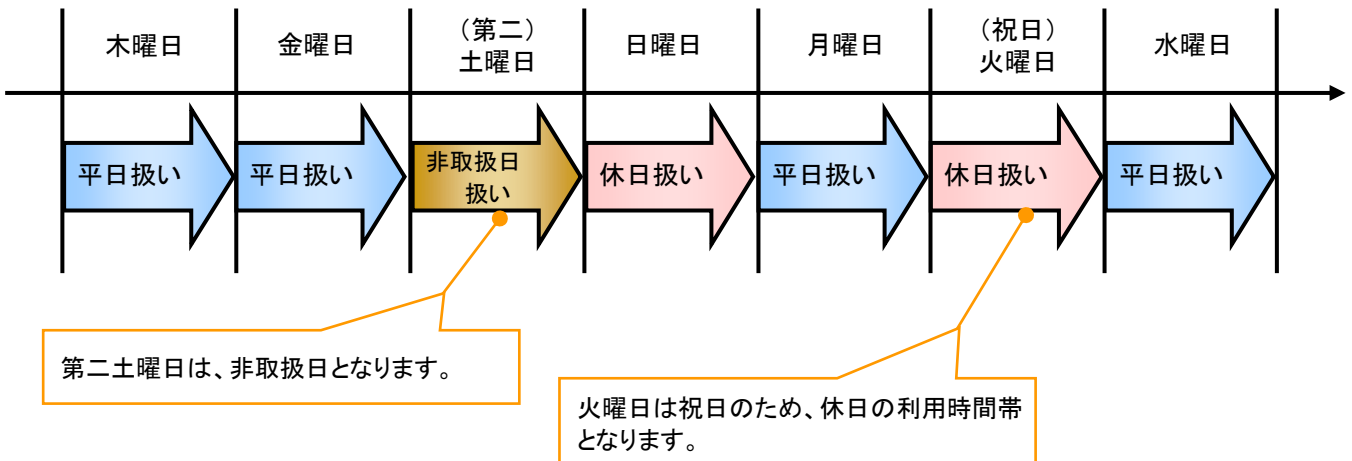 木曜日
金曜日
（第二）
土曜日
日曜日
月曜日
（祝日）
火曜日
水曜日
平日扱い
平日扱い
非取扱日
扱い
休日扱い
平日扱い
休日扱い
平日扱い
第二土曜日は、非取扱日となります。
火曜日は祝日のため、休日の利用時間帯
となります。